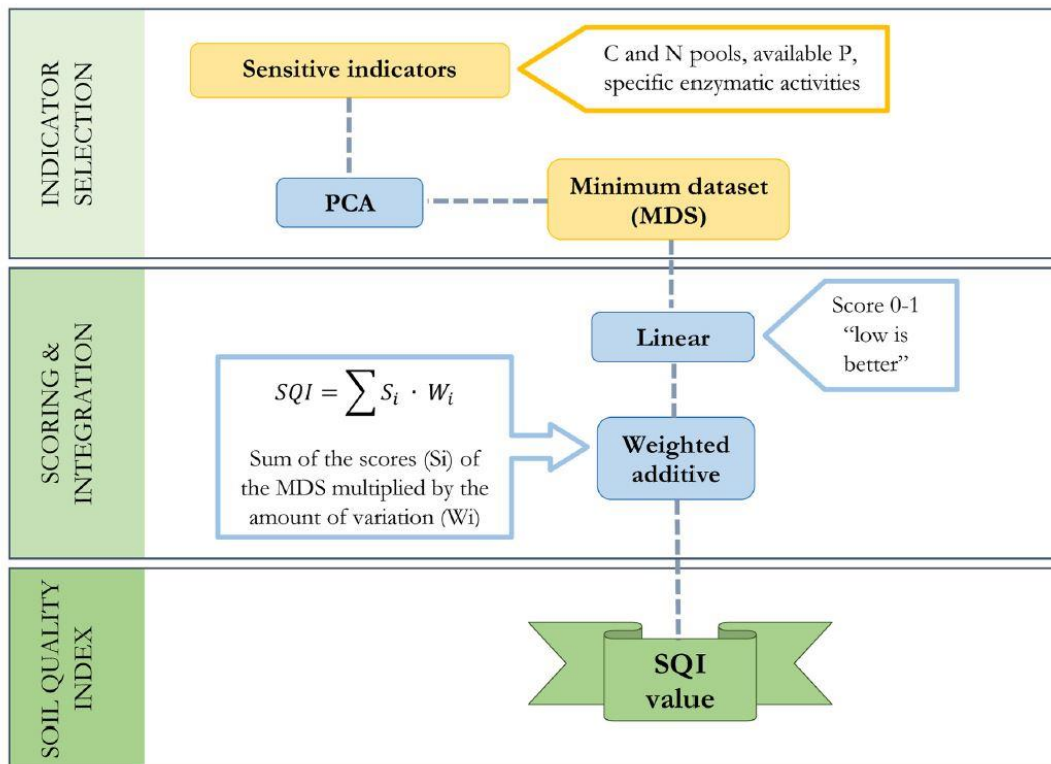 INDICATOR
SELECTION
Sensitive indicators
C and N pools, available P,
specific enzymatic activities
PCA
Minimum dataset
(MDS)
SCORING &
INTEGRATION
Linear
Score 0-1
“low is
better”
SQI = ∑ Sᵢ · Wᵢ
Sum of the scores (Si) of
the MDS multiplied by the
amount of variation (Wi)
Weighted
additive
SOIL QUALITY
INDEX
SQI
value